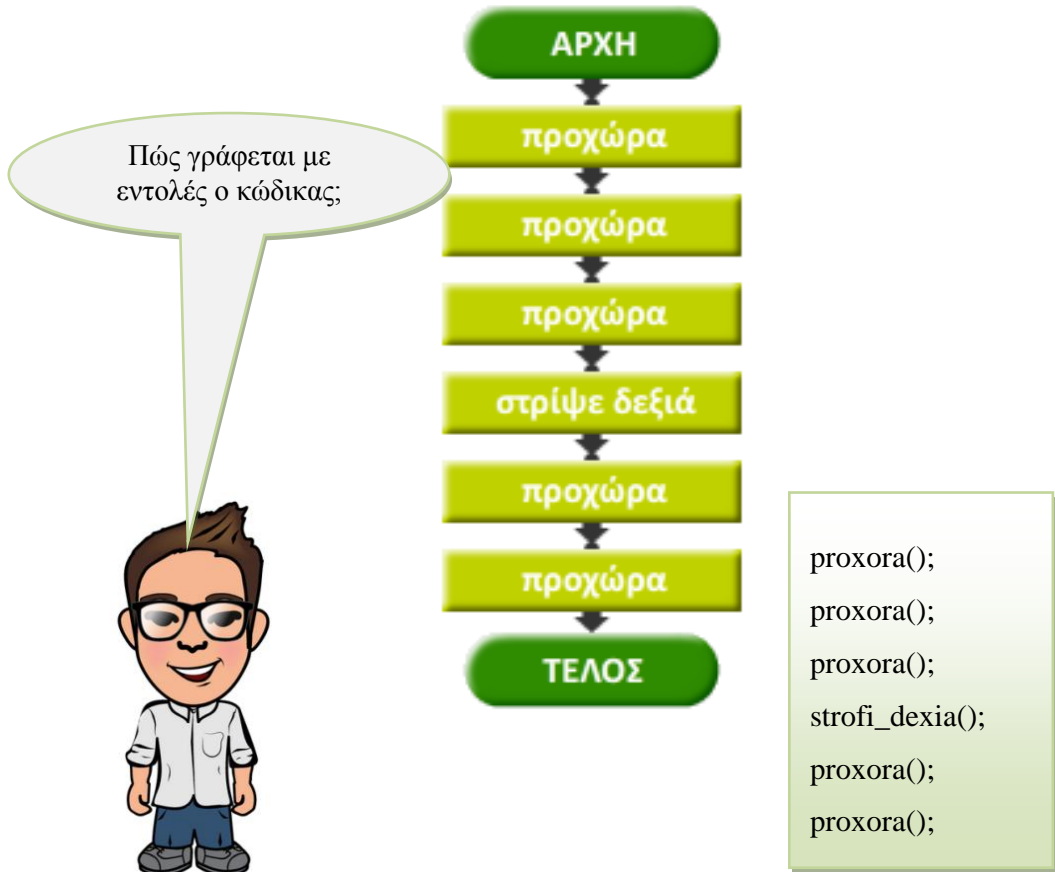 ΑΡΧΗ
προχώρα
Πώς γράφεται με
εντολές ο κώδικας;
προχώρα
προχώρα
στρίψε δεξιά
προχώρα
προχώρα
ΤΕΛΟΣ
proxora();
proxora();
proxora();
strofi_dexia();
proxora();
proxora();